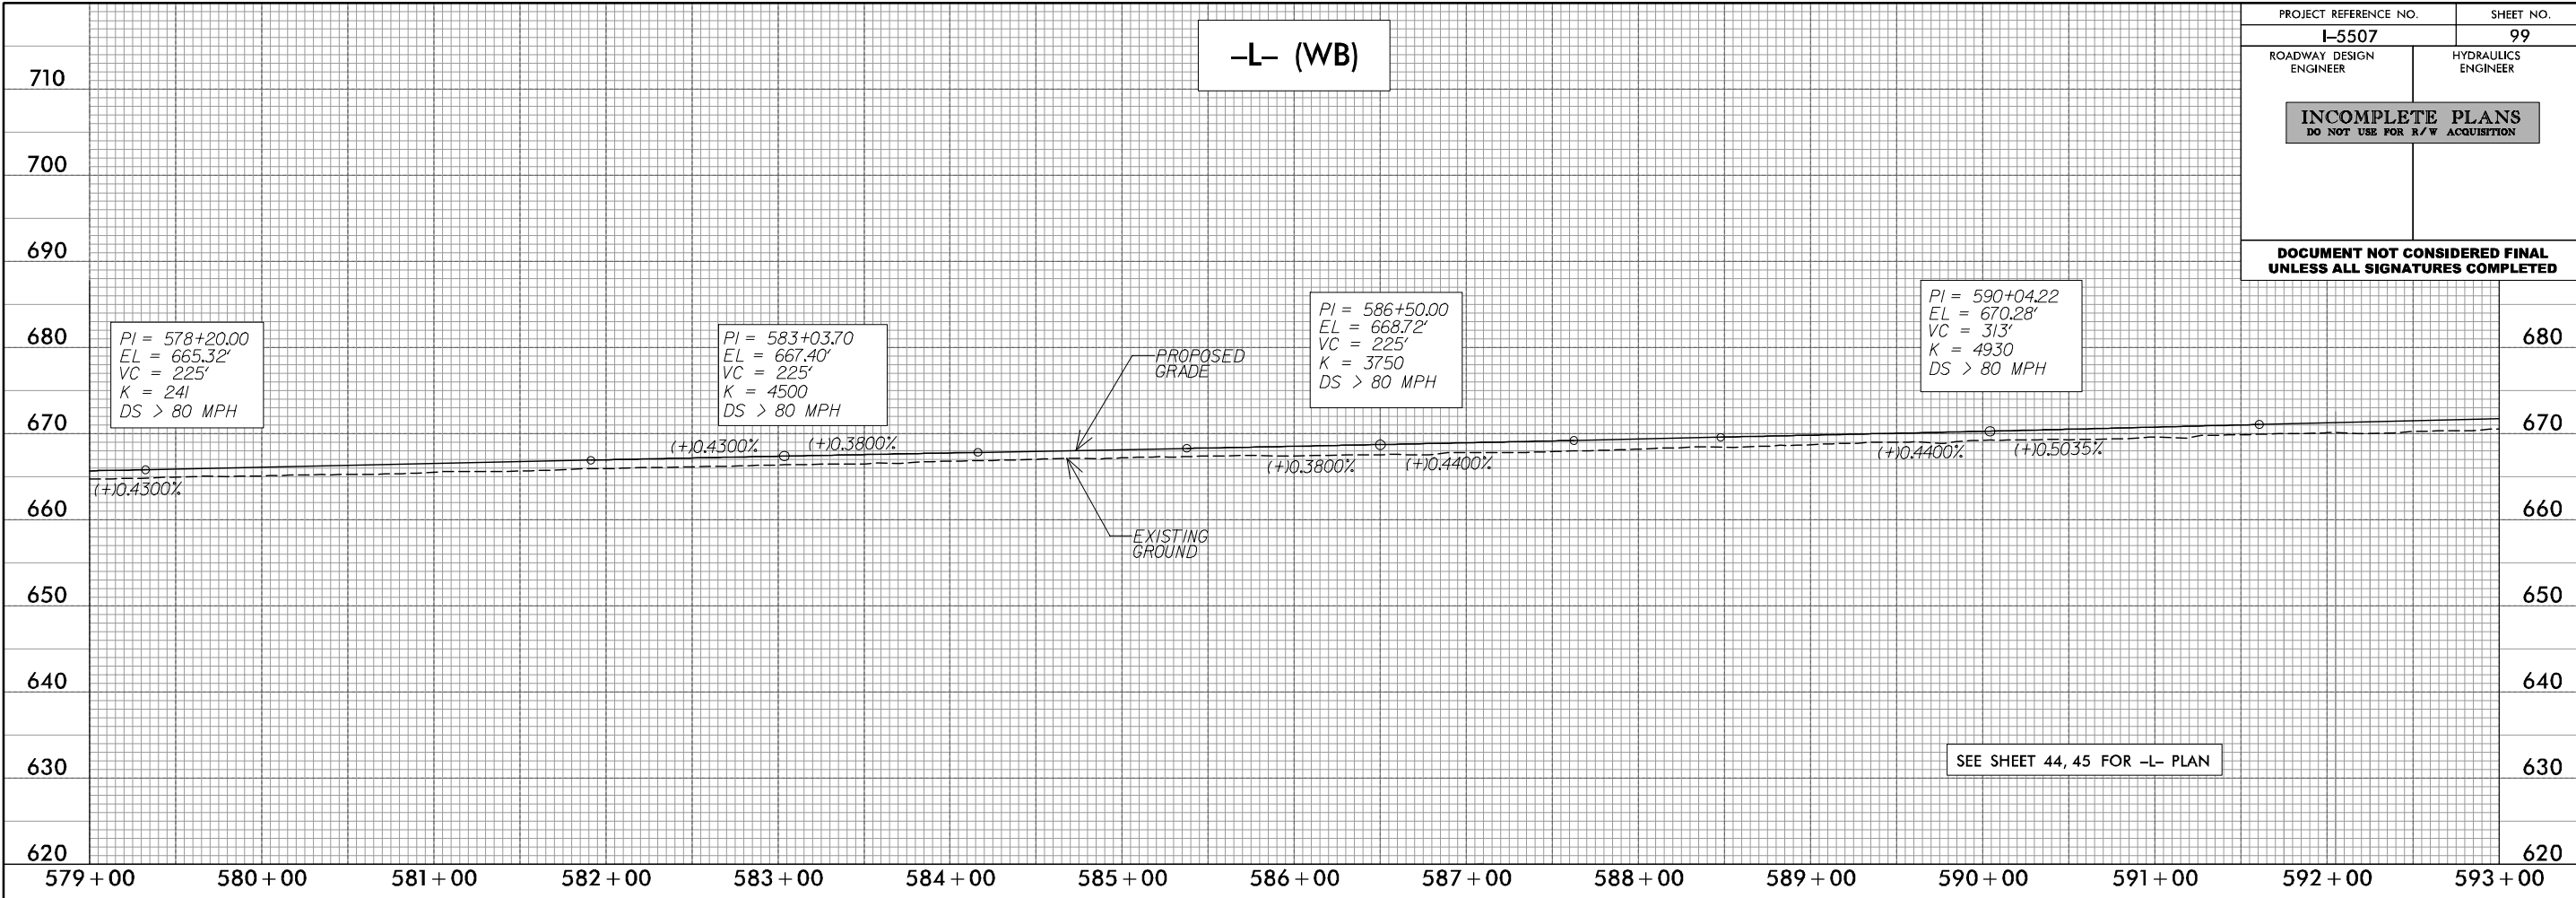 –L– (WB)
PROJECT REFERENCE NO.
SHEET NO.
I–5507
99
ROADWAY DESIGN
ENGINEER
HYDRAULICS
ENGINEER
INCOMPLETE PLANS
DO NOT USE FOR R/W ACQUISITION
DOCUMENT NOT CONSIDERED FINAL
UNLESS ALL SIGNATURES COMPLETED
710
700
690
680
670
660
650
640
630
620
PI = 578+20.00
EL = 665.32'
VC = 225'
K = 241
DS > 80 MPH
PI = 583+03.70
EL = 667.40'
VC = 225'
K = 4500
DS > 80 MPH
PI = 586+50.00
EL = 668.72'
VC = 225'
K = 3750
DS > 80 MPH
PI = 590+04.22
EL = 670.28'
VC = 313'
K = 4930
DS > 80 MPH
PROPOSED
GRADE
(+)0.4300%
(+)0.4300%
(+)0.3800%
(+)0.3800%
(+)0.4400%
(+)0.4400%
(+)0.5035%
EXISTING
GROUND
SEE SHEET 44, 45 FOR –L– PLAN
680
670
660
650
640
630
620
579+00
580+00
581+00
582+00
583+00
584+00
585+00
586+00
587+00
588+00
589+00
590+00
591+00
592+00
593+00